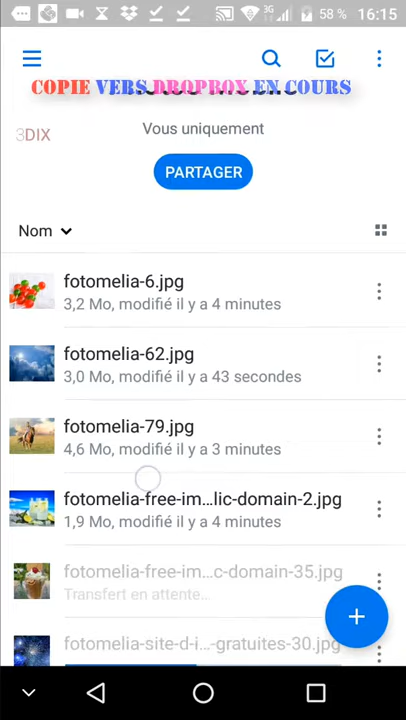 3G
58 %
16:15
COPIE VERS DROPBOX EN COURS
3DIX
Vous uniquement
PARTAGER
Nom
fotomelia-6.jpg
3,2 Mo, modifié il y a 4 minutes
fotomelia-62.jpg
3,0 Mo, modifié il y a 43 secondes
fotomelia-79.jpg
4,6 Mo, modifié il y a 3 minutes
fotomelia-free-im...lic-domain-2.jpg
1,9 Mo, modifié il y a 4 minutes
fotomelia-free-im...c-domain-35.jpg
Transfert en attente...
fotomelia-site-d-i...-gratuites-30.jpg